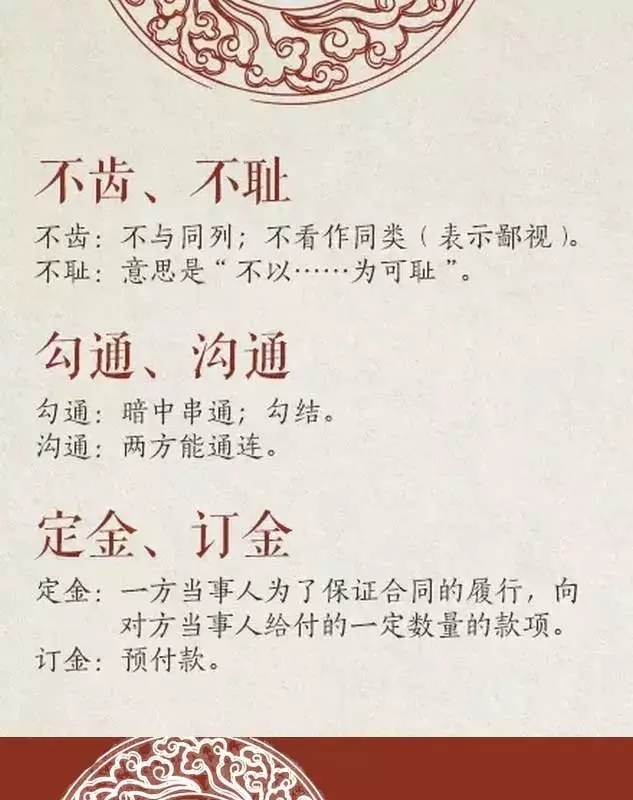 不齿、不耻
不齿：不与同列；不看作同类（表示鄙视）。
不耻：意思是“不以……为可耻”。
勾通、沟通
勾通：暗中串通；勾结。
沟通：两方能通连。
定金、订金
定金：一方当事人为了保证合同的履行，向
对方当事人给付的一定数量的款项。
订金：预付款。